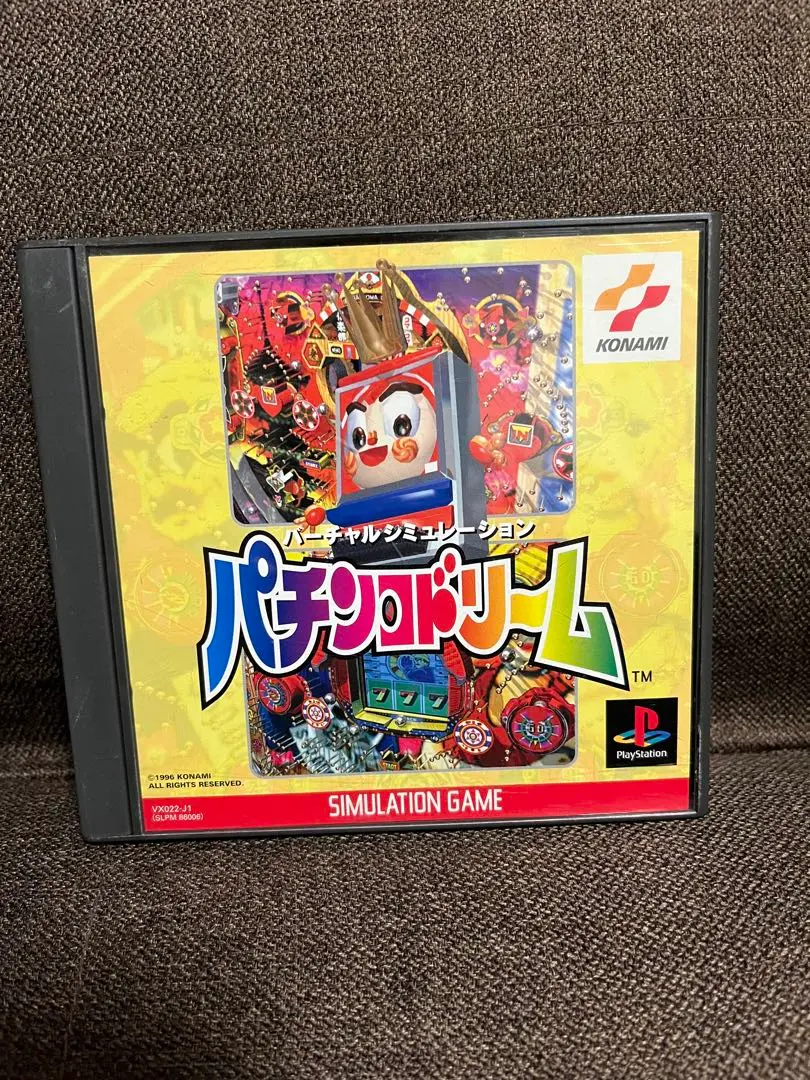 KONAMI
バーチャルシミュレーション
パチンコドリーム
TM
777
PlayStation
©1996 KONAMI
ALL RIGHTS RESERVED.
VX022-J1
(SLPM 86006)
SIMULATION GAME